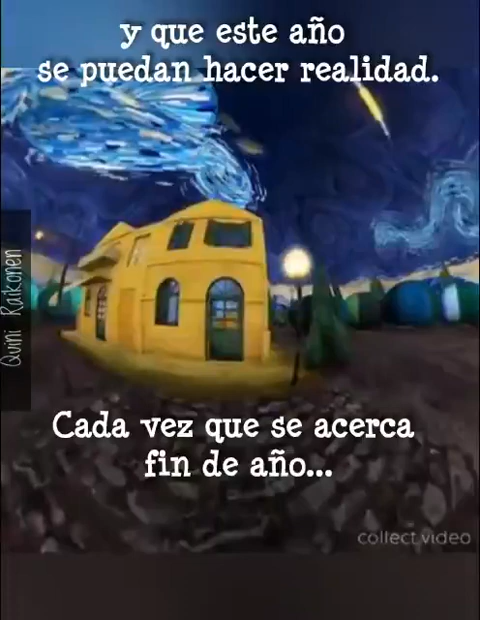 y que este año
se puedan hacer realidad.
Quini Raikonen
Cada vez que se acerca
fin de año...
collect.video